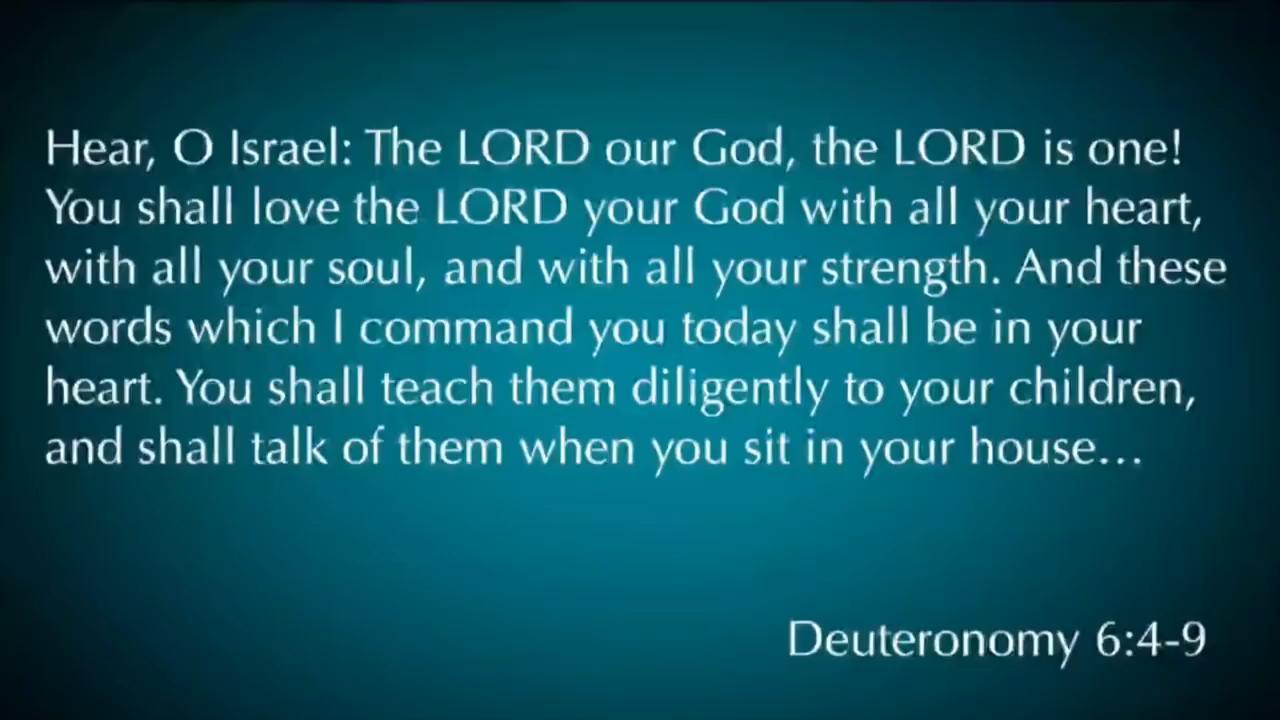 Hear, O Israel: The LORD our God, the LORD is one!
You shall love the LORD your God with all your heart,
with all your soul, and with all your strength. And these
words which I command you today shall be in your
heart. You shall teach them diligently to your children,
and shall talk of them when you sit in your house…
Deuteronomy 6:4-9